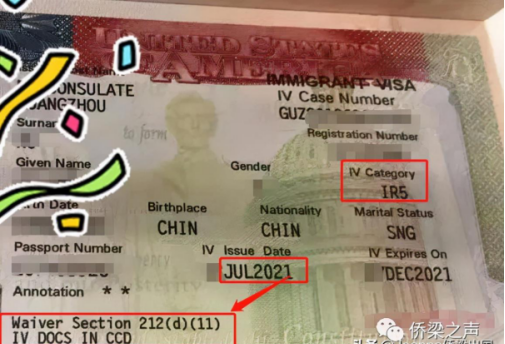 UNITED STATES
OF AMERICA
IMMIGRANT VISA
CONSULATE
GUANGZHOU
IV Case Number
GUZ
Registration Number
Surnam
Given Name
Gender
IV Category
IR5
Birth Date
Birthplace
Nationality
Marital Status
CHIN
CHIN
SNG
Passport Number
IV Issue Date
IV Expires On
JUL2021
DEC2021
Annotation * *
Waiver Section 212(d)(11)
IV DOCS IN CCD
侨梁之声